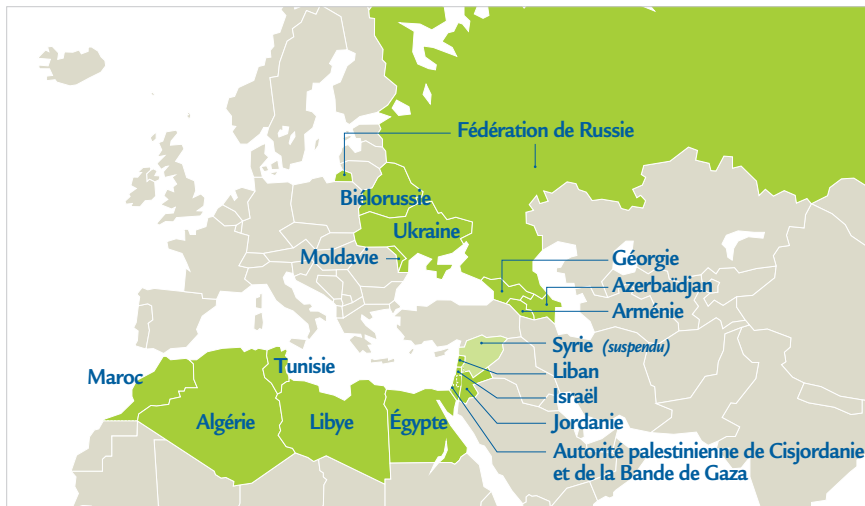 Fédération de Russie
Biélorussie
Ukraine
Moldavie
Géorgie
Azerbaïdjan
Arménie
Syrie (suspendu)
Liban
Israël
Jordanie
Autorité palestinienne de Cisjordanie
et de la Bande de Gaza
Maroc
Tunisie
Algérie
Libye
Égypte